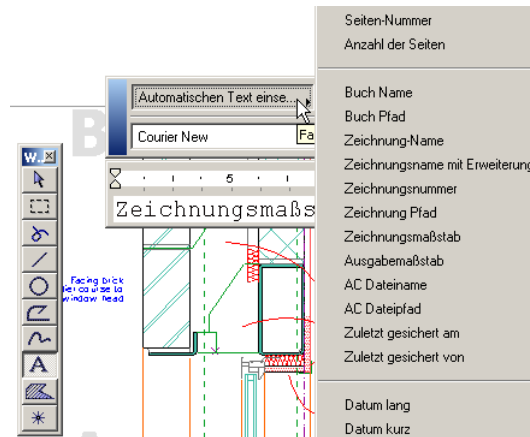 Seiten-Nummer
Anzahl der Seiten
Buch Name
Buch Pfad
Zeichnung-Name
Zeichnungsname mit Erweiterung
Zeichnungsnummer
Zeichnung Pfad
Zeichnungsmaßstab
Ausgabemaßstab
AC Dateiname
AC Dateipfad
Zuletzt gesichert am
Zuletzt gesichert von
Datum lang
Datum kurz
Automatischen Text einse...
Courier New
Fa
5
Zeichnungsmaßs
B
W..
A
Facing brick
window head